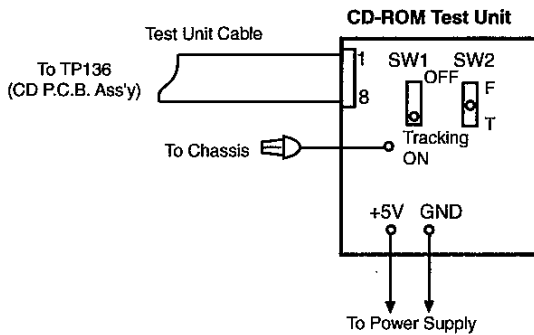 CD-ROM Test Unit
Test Unit Cable
To TP136
(CD P.C.B. Ass'y)
1
8
SW1 SW2
OFF
F
T
Tracking
ON
To Chassis
+5V GND
To Power Supply